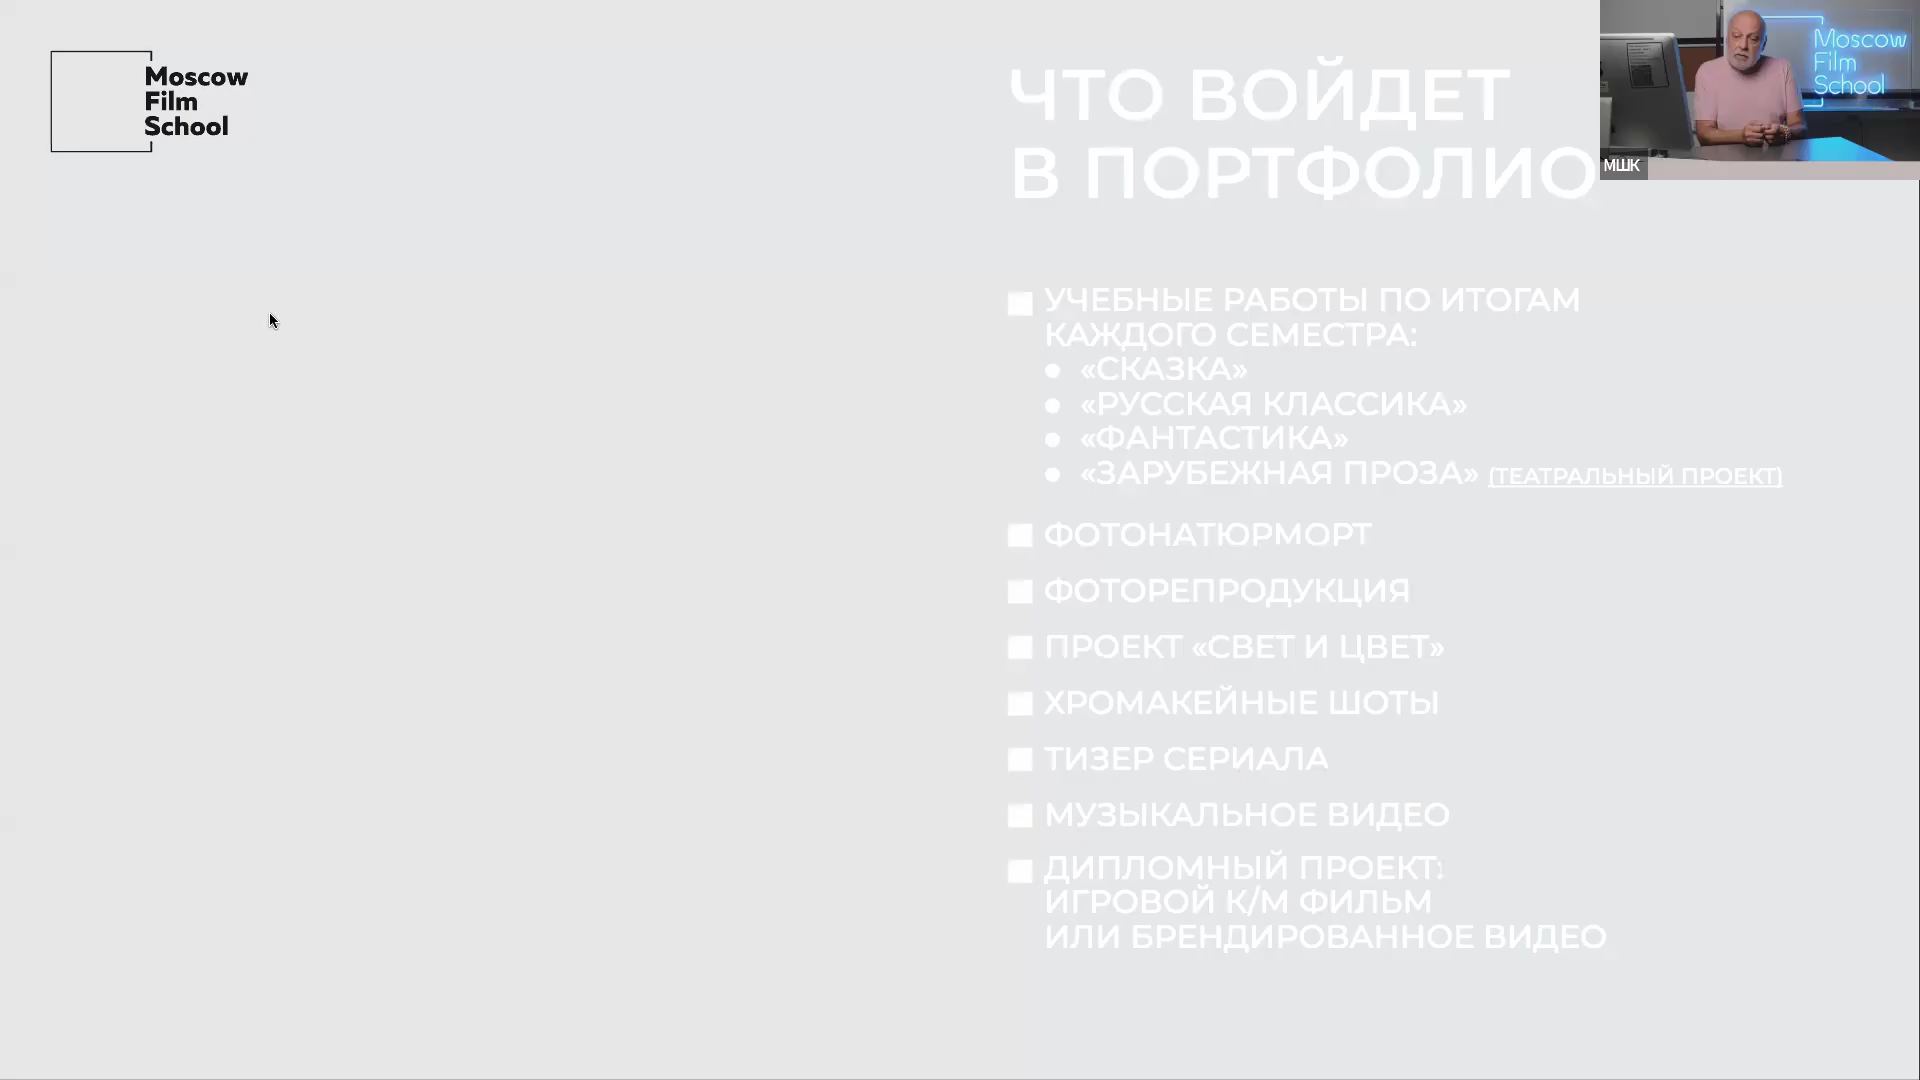 Moscow
Film
School
ЧТО ВОЙДЕТ
В ПОРТФОЛИО
УЧЕБНЫЕ РАБОТЫ ПО ИТОГАМ
КАЖДОГО СЕМЕСТРА:
• «СКАЗКА»
• «РУССКАЯ КЛАССИКА»
• «ФАНТАСТИКА»
• «ЗАРУБЕЖНАЯ ПРОЗА» (ТЕАТРАЛЬНЫЙ ПРОЕКТ)
ФОТОНАТЮРМОРТ
ФОТОРЕПРОДУКЦИЯ
ПРОЕКТ «СВЕТ И ЦВЕТ»
ХРОМАКЕЙНЫЕ ШОТЫ
ТИЗЕР СЕРИАЛА
МУЗЫКАЛЬНОЕ ВИДЕО
ДИПЛОМНЫЙ ПРОЕКТ:
ИГРОВОЙ К/М ФИЛЬМ
ИЛИ БРЕНДИРОВАННОЕ ВИДЕО
Moscow
Film
School
МШК